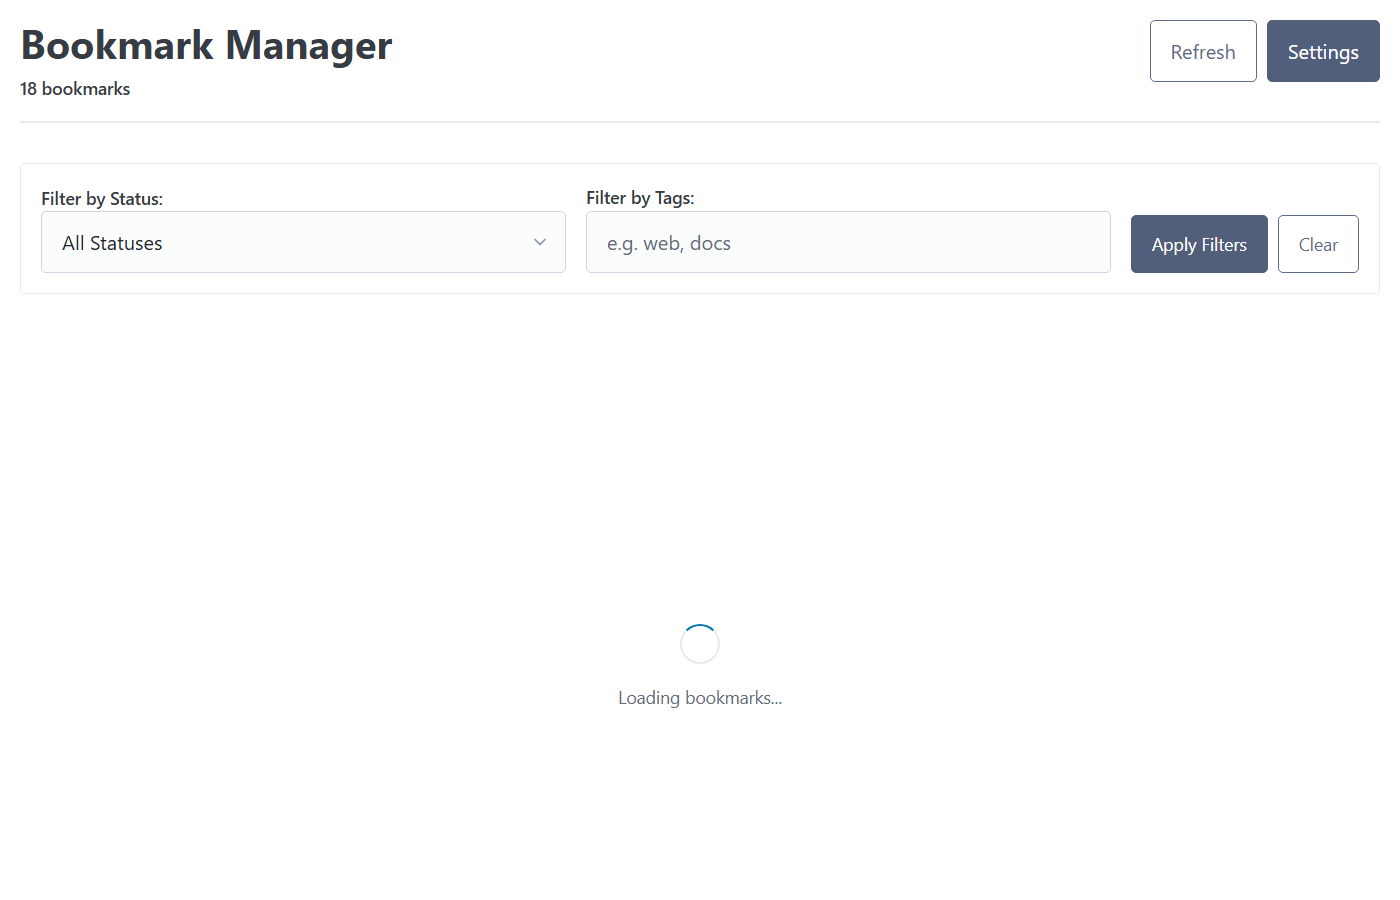 Bookmark Manager
18 bookmarks
Refresh
Settings
Filter by Status:
All Statuses
Filter by Tags:
e.g. web, docs
Apply Filters
Clear
Loading bookmarks...